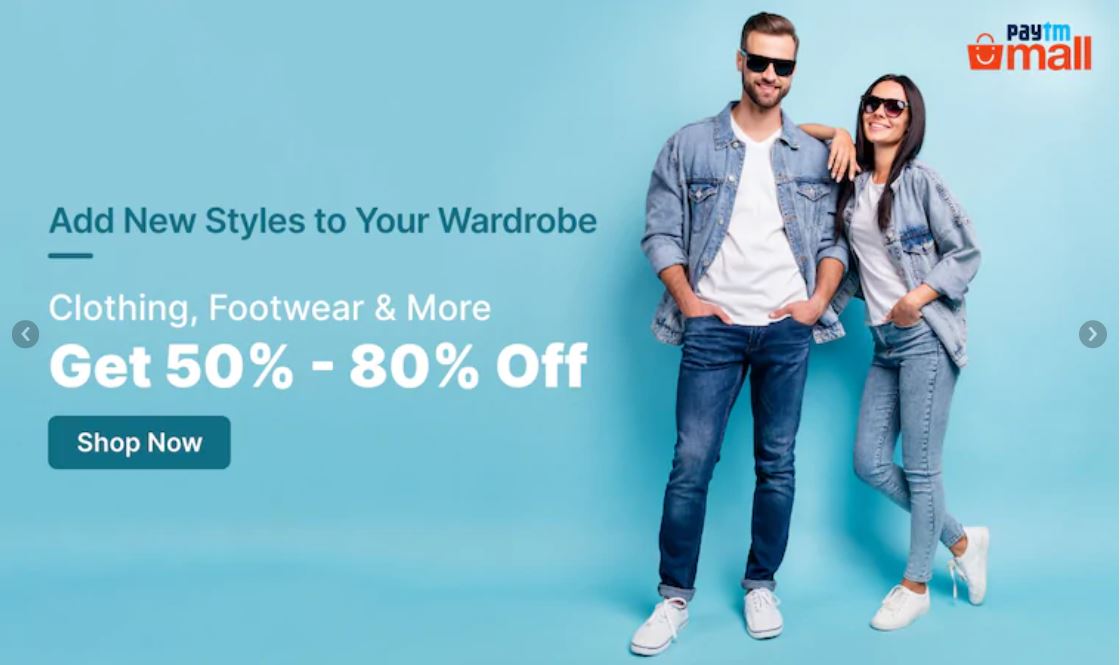 paytm
mall
Add New Styles to Your Wardrobe
Clothing, Footwear & More
Get 50% - 80% Off
Shop Now